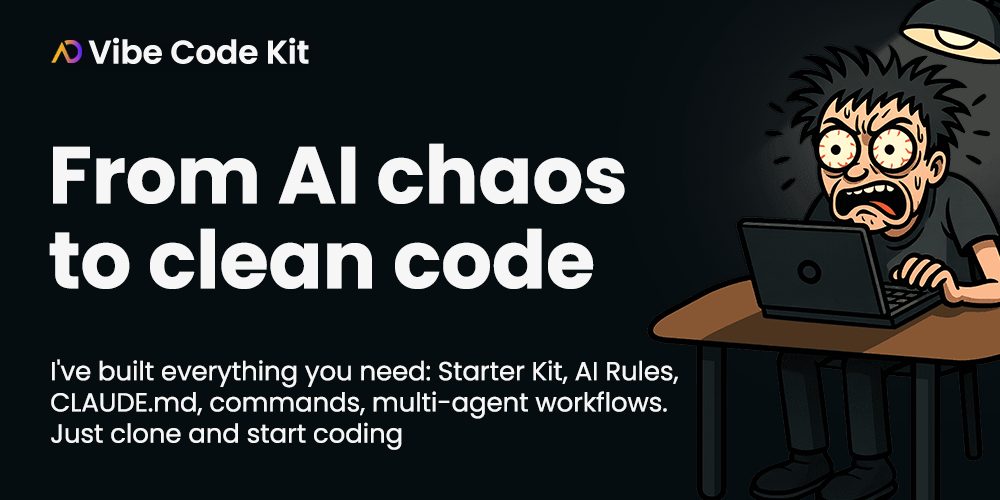 Vibe Code Kit
From AI chaos
to clean code
I've built everything you need: Starter Kit, AI Rules,
CLAUDE.md, commands, multi-agent workflows.
Just clone and start coding